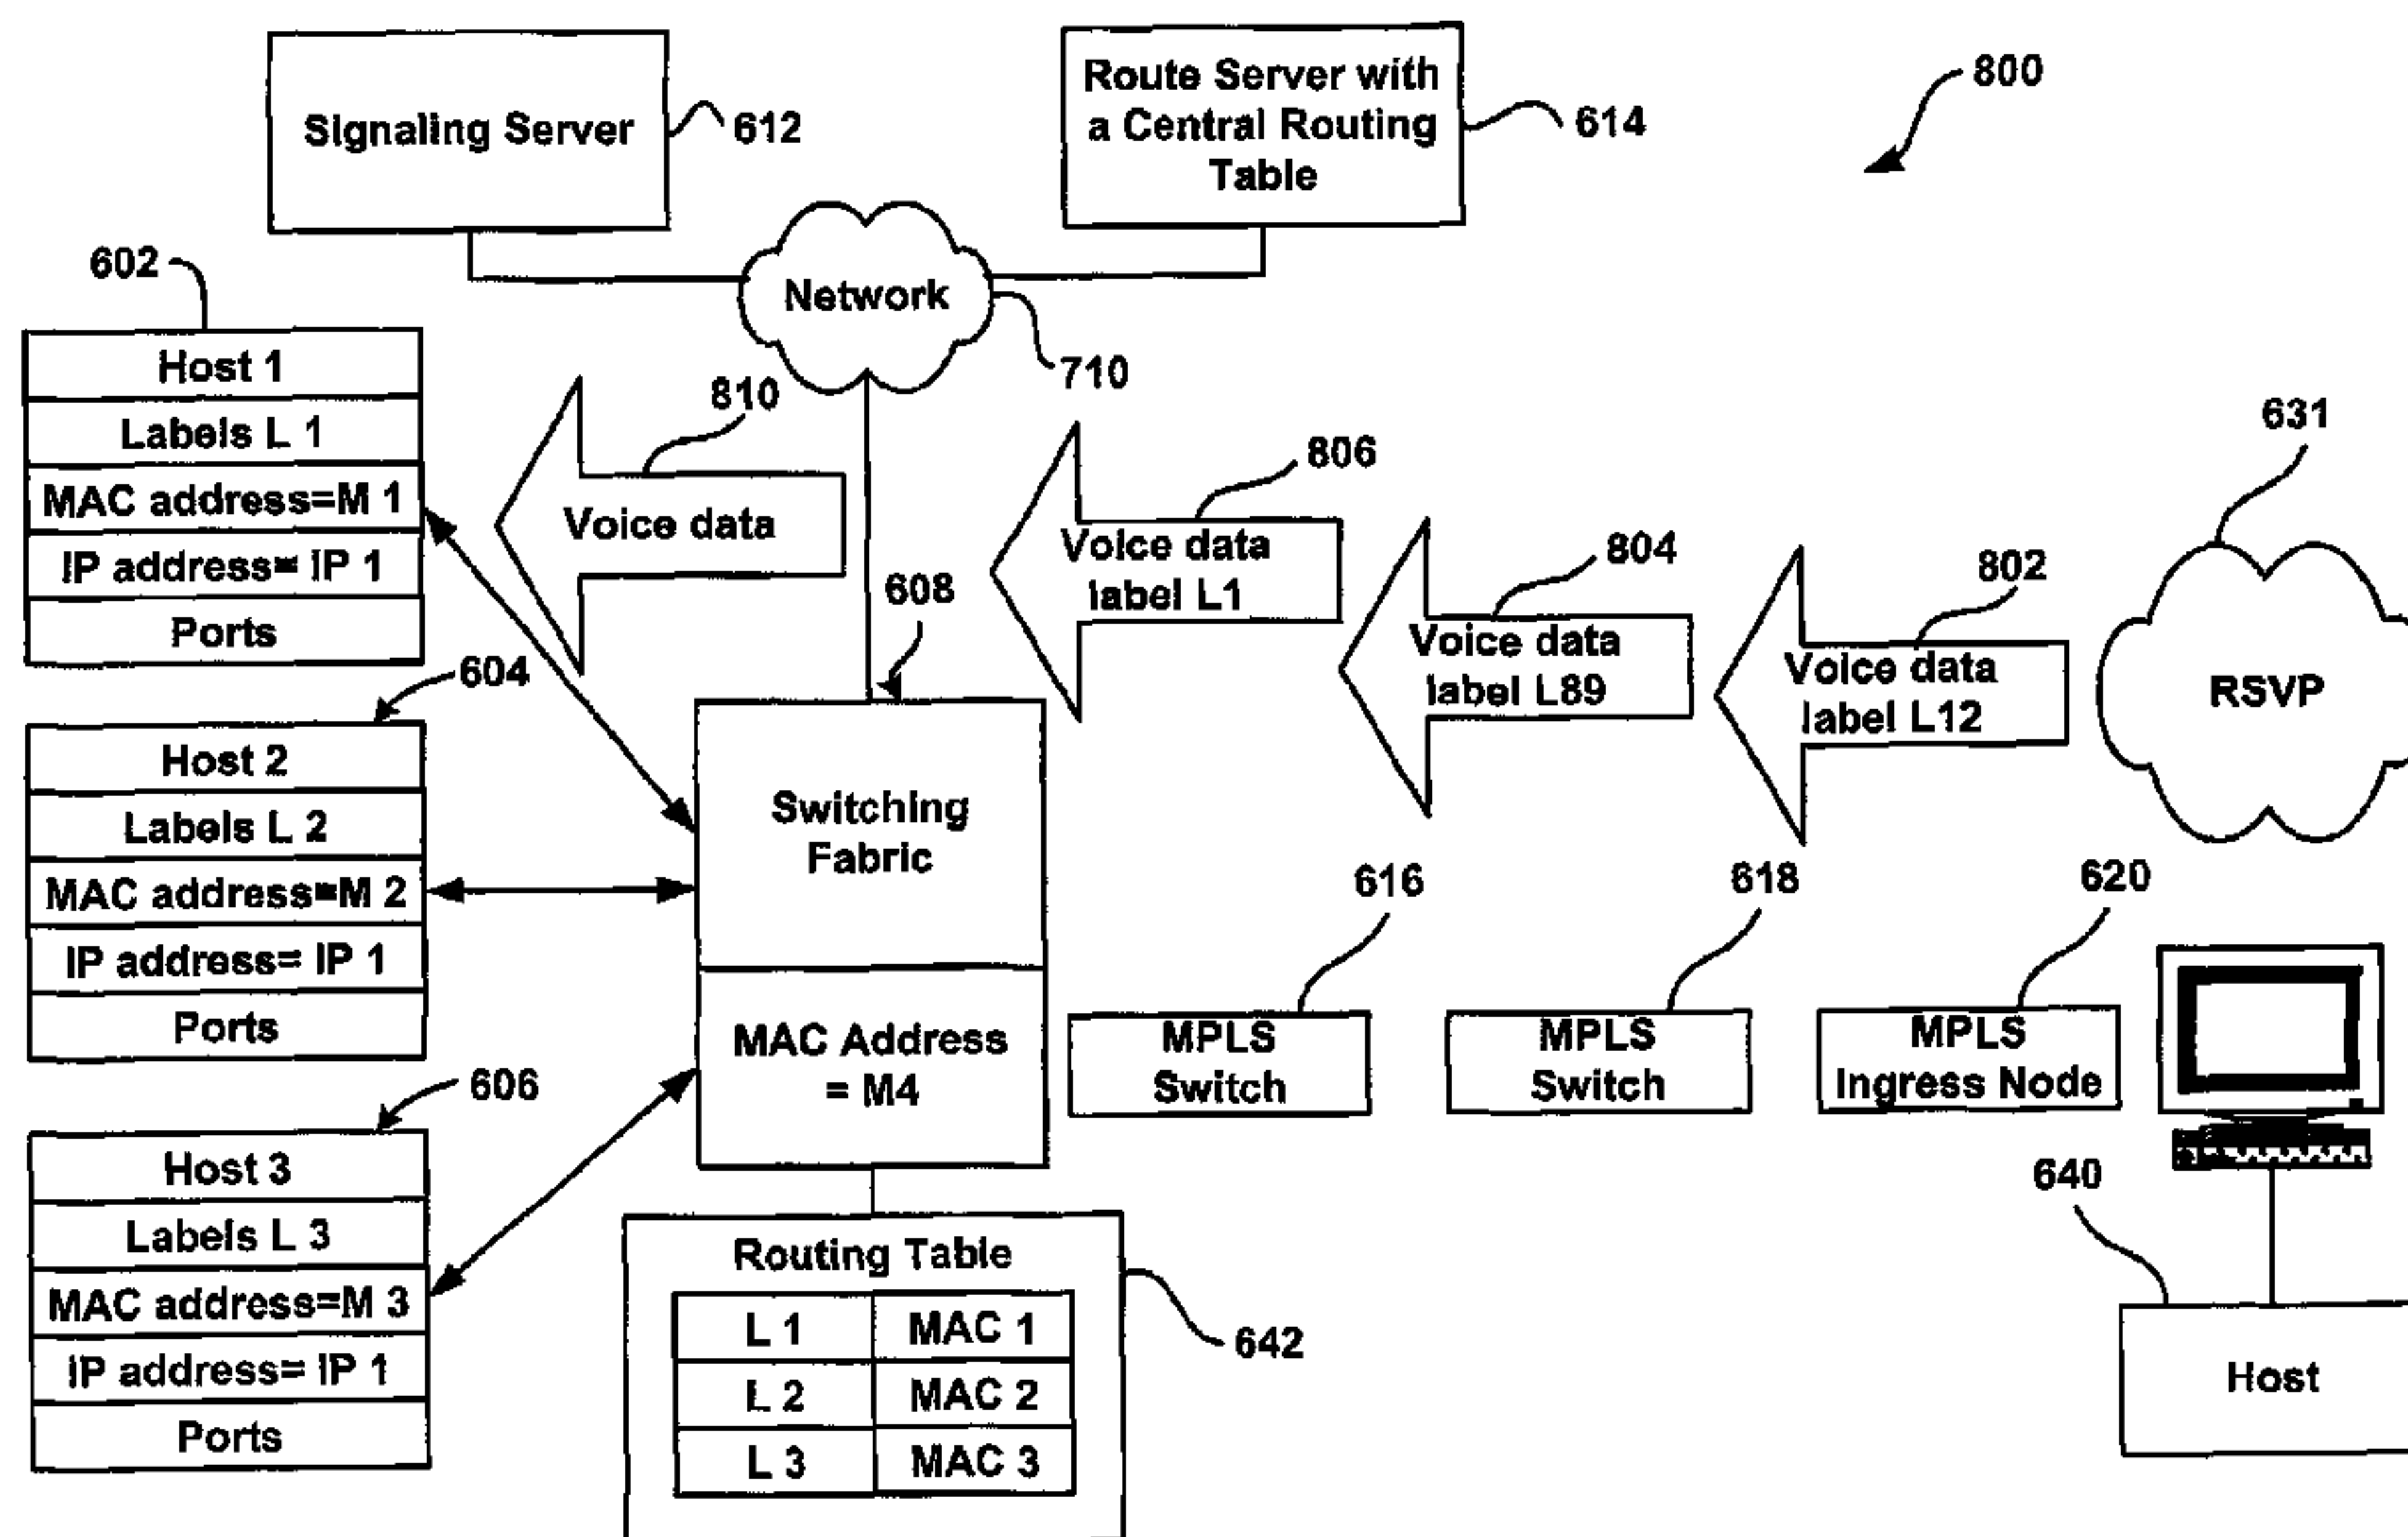 Signaling Server
612
Route Server with
a Central Routing
Table
614
800
Network
710
602
Host 1
Labels L 1
MAC address=M 1
IP address= IP 1
Ports
810
Voice data
806
Voice data
label L1
804
Voice data
label L89
802
Voice data
label L12
631
RSVP
604
Host 2
Labels L 2
MAC address=M 2
IP address= IP 1
Ports
608
Switching
Fabric
MAC Address
= M4
616
MPLS
Switch
618
MPLS
Switch
620
MPLS
Ingress Node
606
Host 3
Labels L 3
MAC address=M 3
IP address= IP 1
Ports
Routing Table
L 1
MAC 1
L 2
MAC 2
L 3
MAC 3
642
640
Host